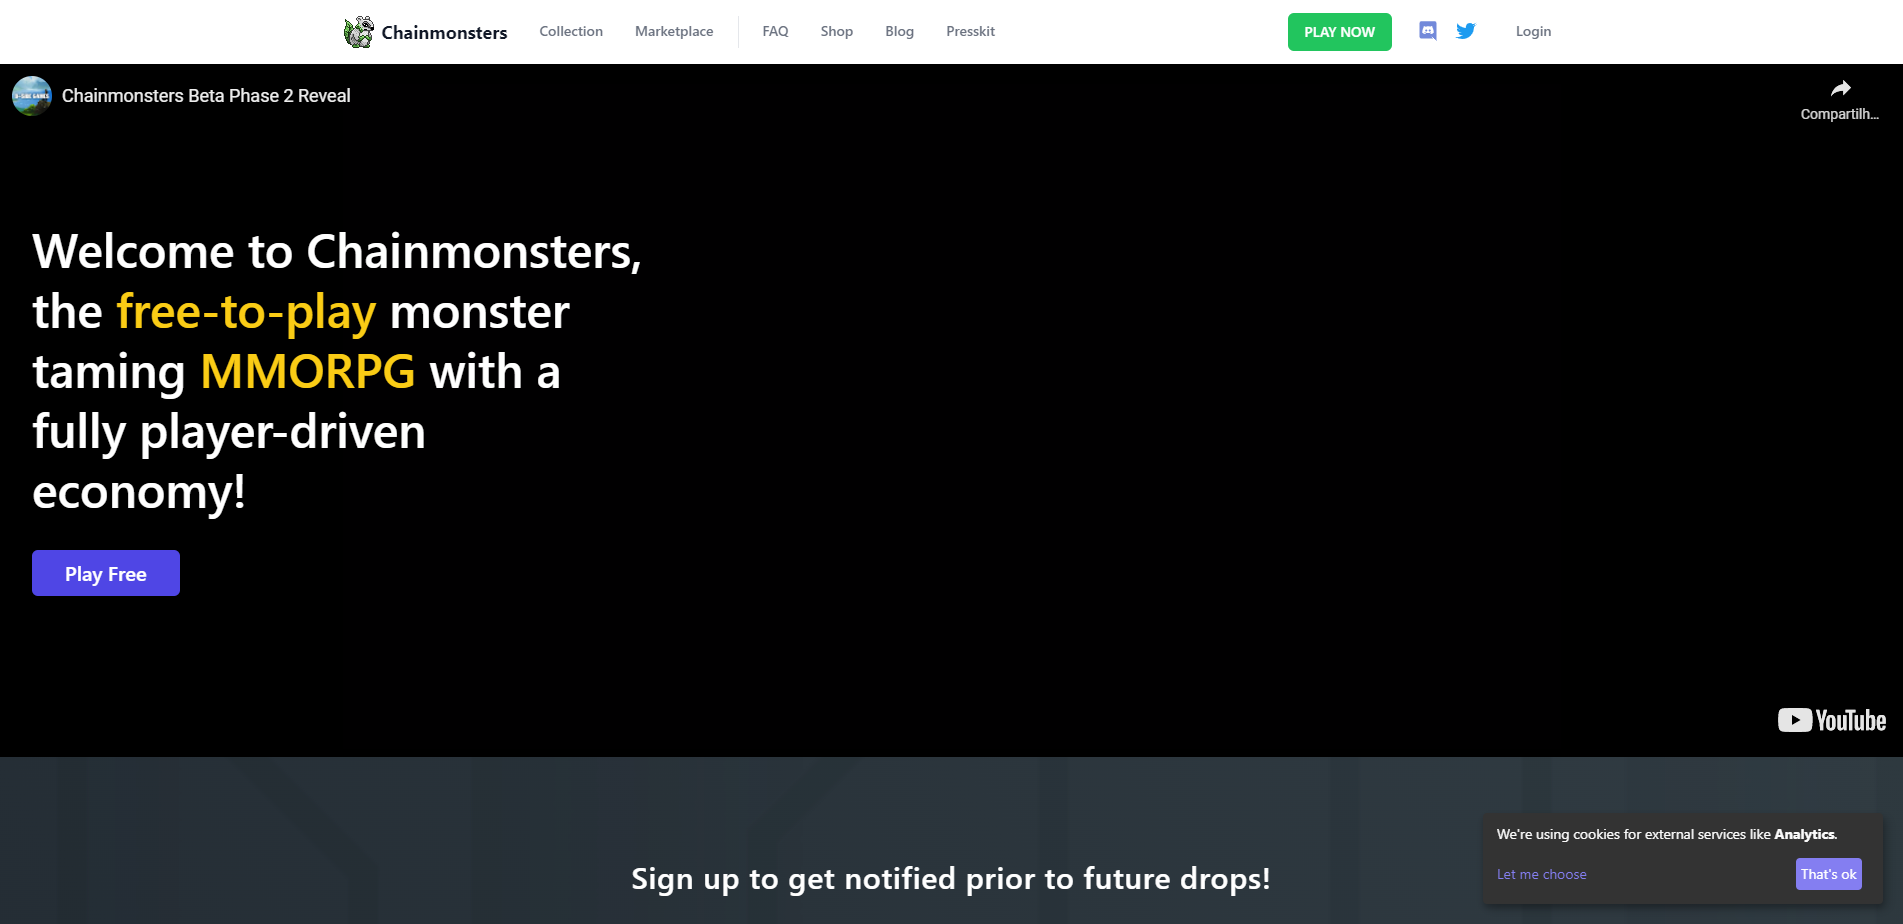 Chainmonsters
Collection
Marketplace
FAQ
Shop
Blog
Presskit
PLAY NOW
Login
Chainmonsters Beta Phase 2 Reveal
Compartilh...
Welcome to Chainmonsters,
the free-to-play monster
taming MMORPG with a
fully player-driven
economy!
Play Free
YouTube
Sign up to get notified prior to future drops!
We're using cookies for external services like Analytics.
Let me choose
That's ok